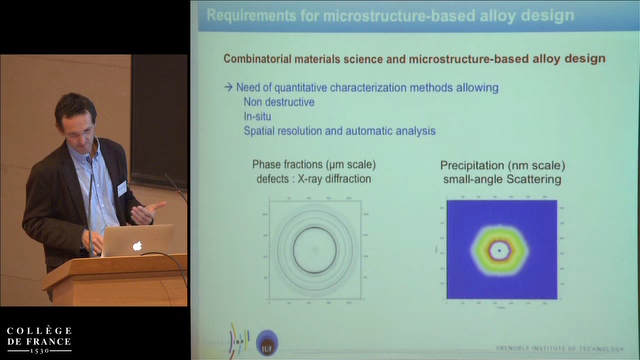 Requirements for microstructure-based alloy design
Combinatorial materials science and microstructure-based alloy design
→ Need of quantitative characterization methods allowing
Non destructive
In-situ
Spatial resolution and automatic analysis
Phase fractions (µm scale)
defects : X-ray diffraction
Precipitation (nm scale)
small-angle Scattering
COLLÈGE
DE FRANCE
1530
IUF
GRENOBLE INSTITUTE OF TECHNOLOGY